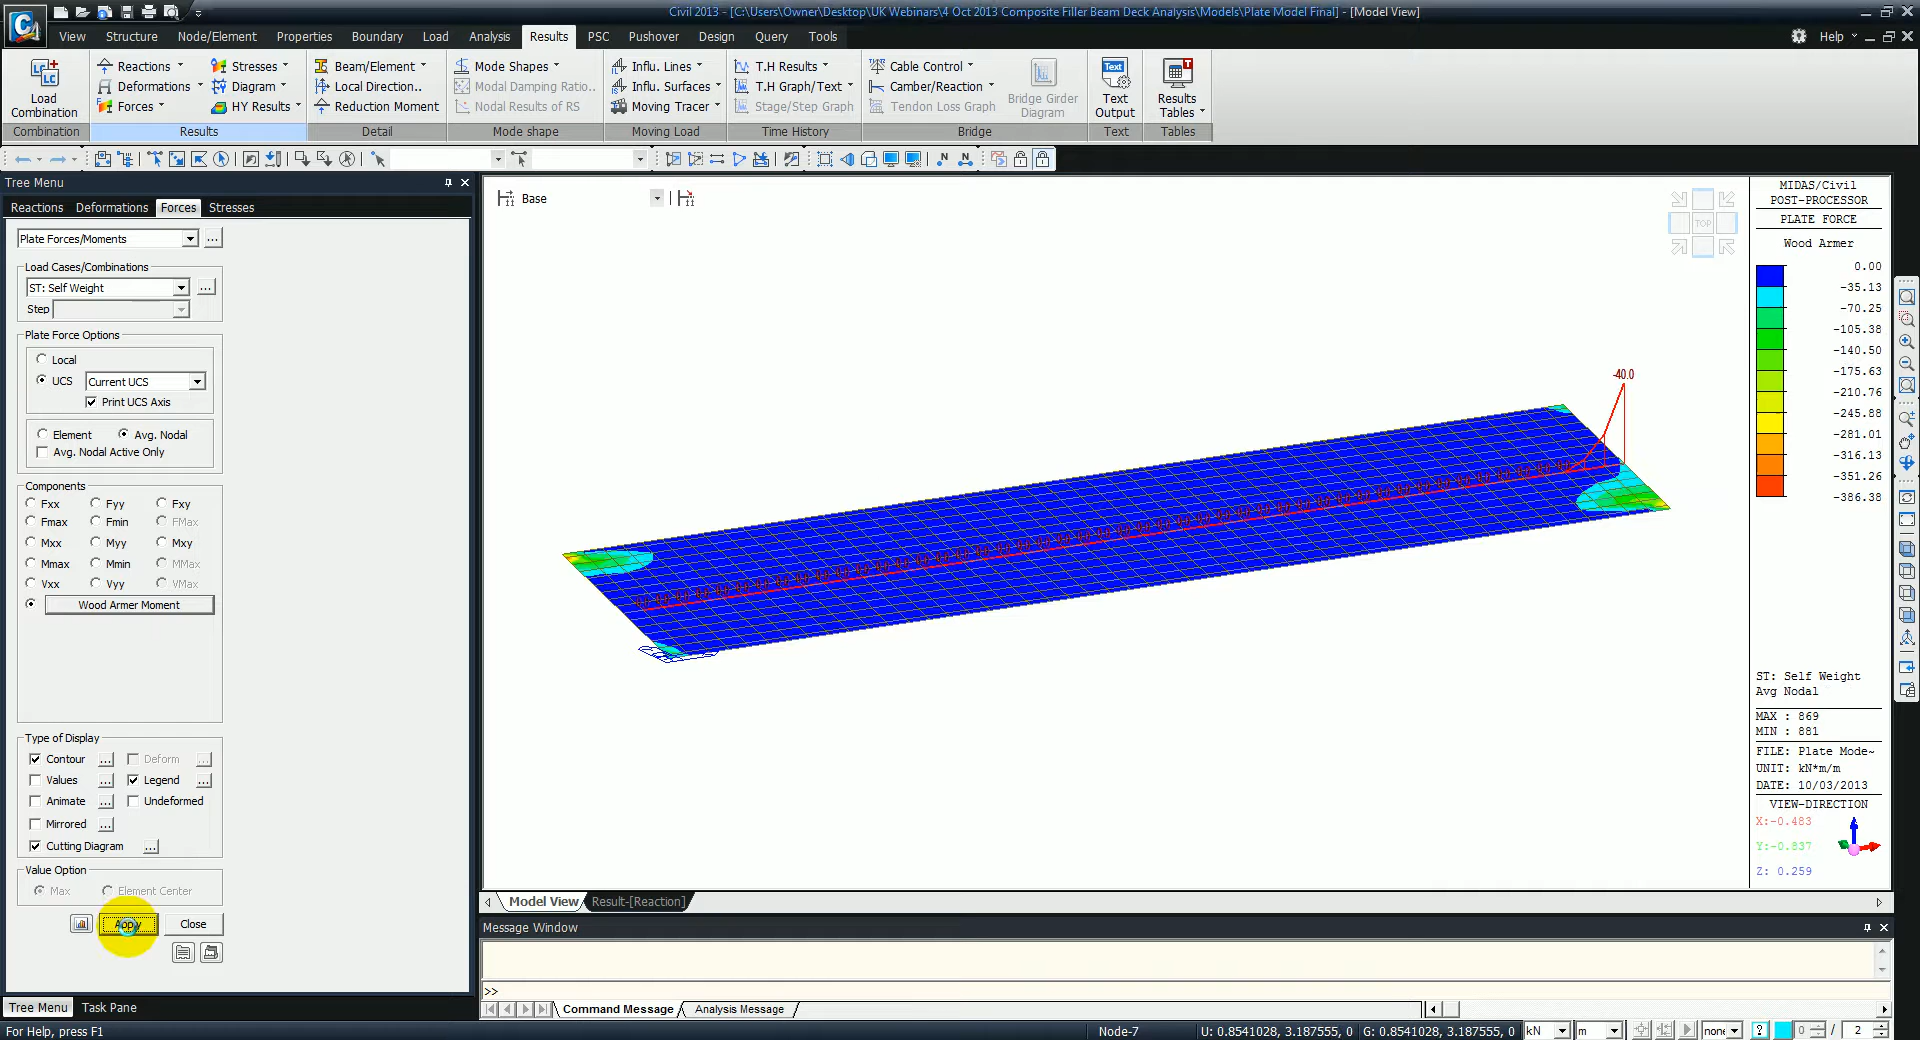 Civil 2013 - [C:\Users\Owner\Desktop\UK Webinars\4 Oct 2013 Composite Filler Beam Deck Analysis\Models\Plate Model Final] - [Model View]
View Structure Node/Element Properties Boundary Load Analysis Results PSC Pushover Design Query Tools Help
Load Combination
Reactions
Deformations
Forces
Stresses
Diagram
HY Results
Beam/Element
Local Direction..
Reduction Moment
Mode Shapes
Modal Damping Ratio..
Nodal Results of RS
Influ. Lines
Influ. Surfaces
Moving Tracer
T.H Results
T.H Graph/Text
Stage/Step Graph
Cable Control
Camber/Reaction
Tendon Loss Graph
Bridge Girder Diagram
Text
Text Output
Results Tables
Combination Results Detail Mode shape Moving Load Time History Bridge Text Tables
Tree Menu
Reactions Deformations Forces Stresses
Plate Forces/Moments
Load Cases/Combinations
ST: Self Weight
Step
Plate Force Options
Local
UCS Current UCS
Print UCS Axis
Element Avg. Nodal
Avg. Nodal Active Only
Components
Fxx Fyy Fxy
Fmax Fmin FMax
Mxx Myy Mxy
Mmax Mmin MMax
Vxx Vyy VMax
Wood Armer Moment
Type of Display
Contour Deform
Values Legend
Animate Undeformed
Mirrored
Cutting Diagram
Value Option
Max Element Center
Apply Close
Tree Menu Task Pane
Base
TOP
-40.0
MIDAS/Civil
POST-PROCESSOR
PLATE FORCE
Wood Armer
0.00
-35.13
-70.25
-105.38
-140.50
-175.63
-210.76
-245.88
-281.01
-316.13
-351.26
-386.38
ST: Self Weight
Avg Nodal
MAX : 869
MIN : 881
FILE: Plate Mode~
UNIT: kN*m/m
DATE: 10/03/2013
VIEW-DIRECTION
X:-0.483
Y:-0.837
Z: 0.259
Model View Result-[Reaction]
Message Window
>>
Command Message Analysis Message
For Help, press F1 Node-7 U: 0.8541028, 3.187555, 0 G: 0.8541028, 3.187555, 0 kN m none ? 0 / 2